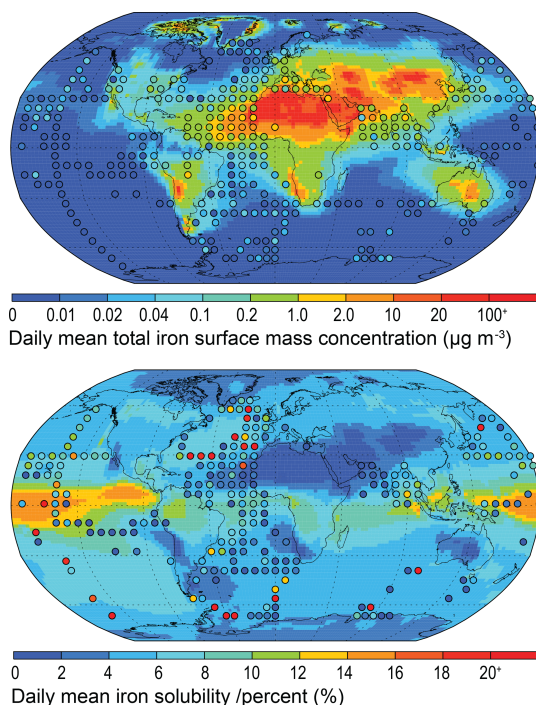 0 0.01 0.02 0.04 0.1 0.2 1.0 2.0 10 20 100⁺
Daily mean total iron surface mass concentration (µg m⁻³)
0 2 4 6 8 10 12 14 16 18 20⁺
Daily mean iron solubility /percent (%)